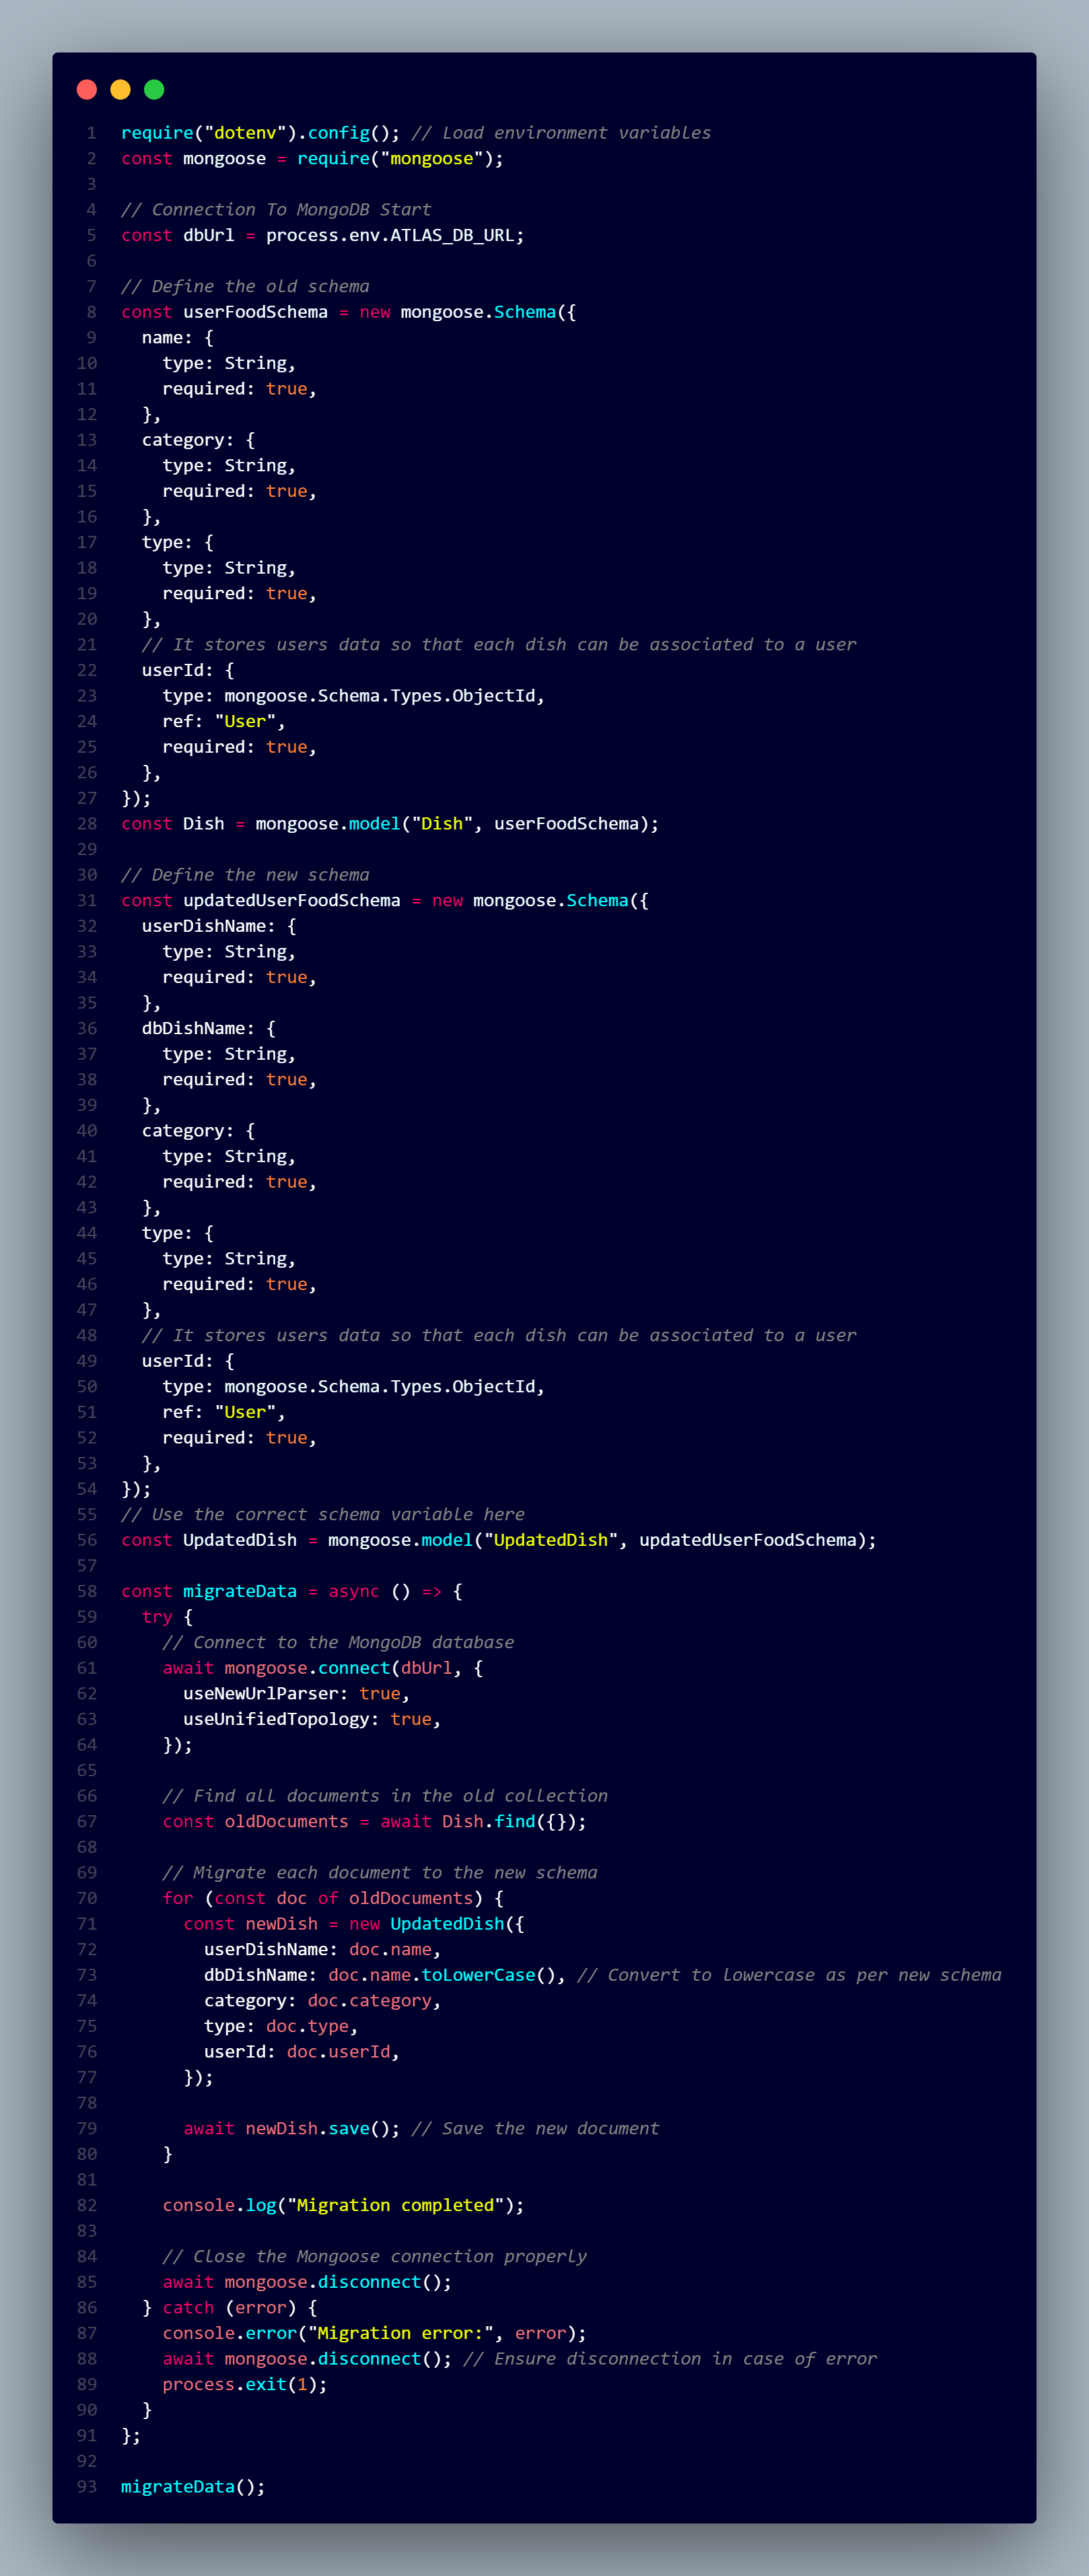 1 require("dotenv").config(); // Load environment variables
2 const mongoose = require("mongoose");
3
4 // Connection To MongoDB Start
5 const dbUrl = process.env.ATLAS_DB_URL;
6
7 // Define the old schema
8 const userFoodSchema = new mongoose.Schema({
9   name: {
10     type: String,
11     required: true,
12   },
13   category: {
14     type: String,
15     required: true,
16   },
17   type: {
18     type: String,
19     required: true,
20   },
21   // It stores users data so that each dish can be associated to a user
22   userId: {
23     type: mongoose.Schema.Types.ObjectId,
24     ref: "User",
25     required: true,
26   },
27 });
28 const Dish = mongoose.model("Dish", userFoodSchema);
29
30 // Define the new schema
31 const updatedUserFoodSchema = new mongoose.Schema({
32   userDishName: {
33     type: String,
34     required: true,
35   },
36   dbDishName: {
37     type: String,
38     required: true,
39   },
40   category: {
41     type: String,
42     required: true,
43   },
44   type: {
45     type: String,
46     required: true,
47   },
48   // It stores users data so that each dish can be associated to a user
49   userId: {
50     type: mongoose.Schema.Types.ObjectId,
51     ref: "User",
52     required: true,
53   },
54 });
55 // Use the correct schema variable here
56 const UpdatedDish = mongoose.model("UpdatedDish", updatedUserFoodSchema);
57
58 const migrateData = async () => {
59   try {
60     // Connect to the MongoDB database
61     await mongoose.connect(dbUrl, {
62       useNewUrlParser: true,
63       useUnifiedTopology: true,
64     });
65
66     // Find all documents in the old collection
67     const oldDocuments = await Dish.find({});
68
69     // Migrate each document to the new schema
70     for (const doc of oldDocuments) {
71       const newDish = new UpdatedDish({
72         userDishName: doc.name,
73         dbDishName: doc.name.toLowerCase(), // Convert to lowercase as per new schema
74         category: doc.category,
75         type: doc.type,
76         userId: doc.userId,
77       });
78
79       await newDish.save(); // Save the new document
80     }
81
82     console.log("Migration completed");
83
84     // Close the Mongoose connection properly
85     await mongoose.disconnect();
86   } catch (error) {
87     console.error("Migration error:", error);
88     await mongoose.disconnect(); // Ensure disconnection in case of error
89     process.exit(1);
90   }
91 };
92
93 migrateData();